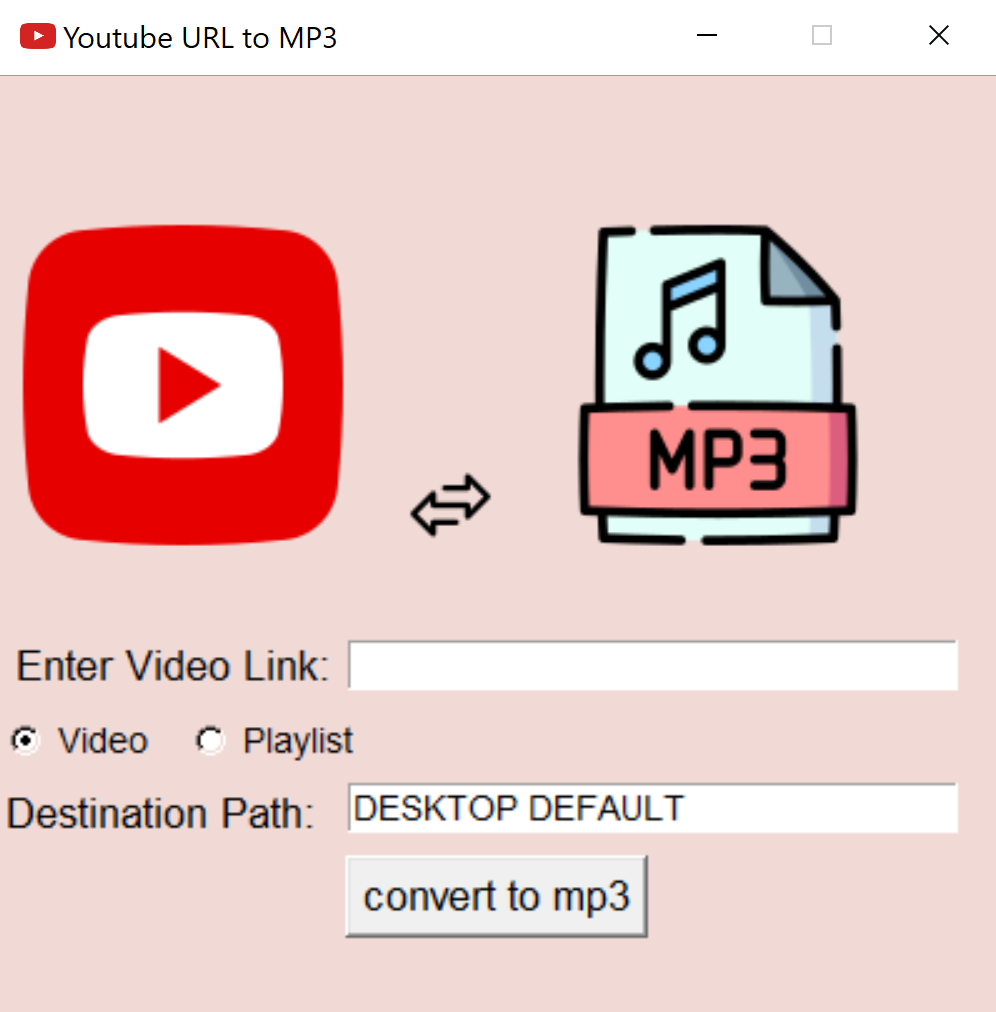 Youtube URL to MP3
MP3
Enter Video Link:
Video Playlist
Destination Path: DESKTOP DEFAULT
convert to mp3